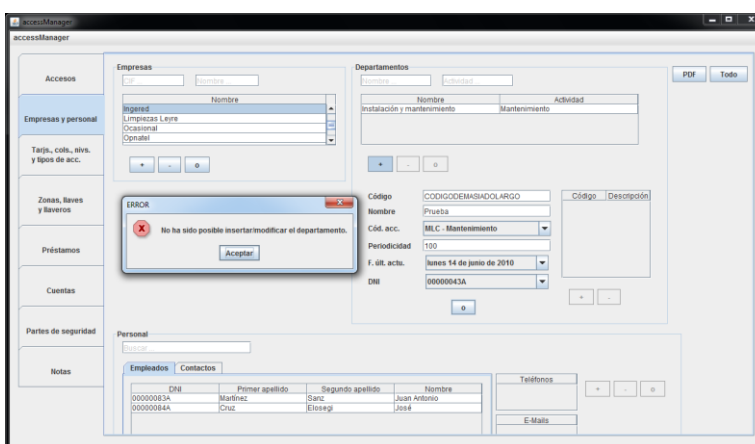 accessManager
accessManager
Accesos
Empresas y personal
Tarjs., cols., nivs.
y tipos de acc.
Zonas, llaves
y llaveros
Préstamos
Cuentas
Partes de seguridad
Notas
Empresas
CIF... Nombre...
Nombre
Ingered
Limpiezas Leyre
Ocasional
Opnatel
+ - o
Departamentos
Nombre... Actividad...
Nombre Actividad
Instalación y mantenimiento Mantenimiento
+ - o
PDF Todo
ERROR
No ha sido posible insertar/modificar el departamento.
Aceptar
Código CODIGODEMASIADOLARGO
Nombre Prueba
Cód. acc. MLC - Mantenimiento
Periodicidad 100
F. últ. actu. lunes 14 de junio de 2010
DNI 00000043A
o
Código Descripción
+ -
Personal
Buscar...
Empleados Contactos
DNI Primer apellido Segundo apellido Nombre
00000083A Martínez Sanz Juan Antonio
00000084A Cruz Elosegi José
Teléfonos
+ - o
E-Mails